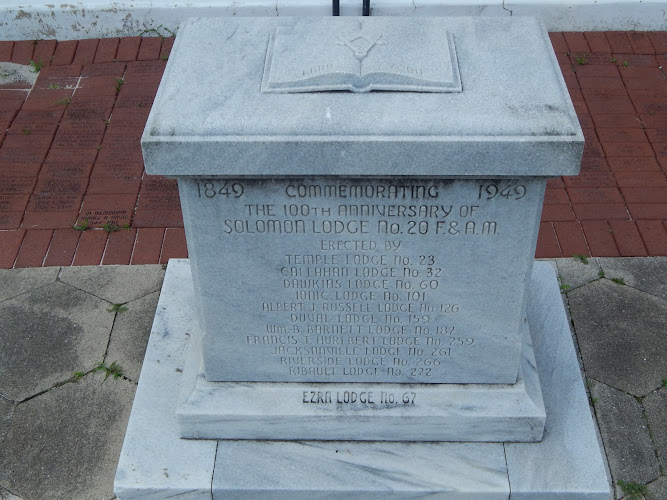 1849 COMMEMORATING 1949
THE 100TH ANNIVERSARY OF
SOLOMON LODGE No. 20 F. & A.M.
ERECTED BY
TEMPLE LODGE No. 23
CALLAHAN LODGE No. 32
DAWKINS LODGE No. 60
IONIC LODGE No. 101
ALBERT J. RUSSELL LODGE No. 126
DUVAL LODGE No. 159
WM. B. BARNETT LODGE No. 187
FRANCIS T. HURLBERT LODGE No. 259
JACKSONVILLE LODGE No. 261
RIVERSIDE LODGE No. 266
RIBAULT LODGE No. 272
EZRA LODGE No. 67